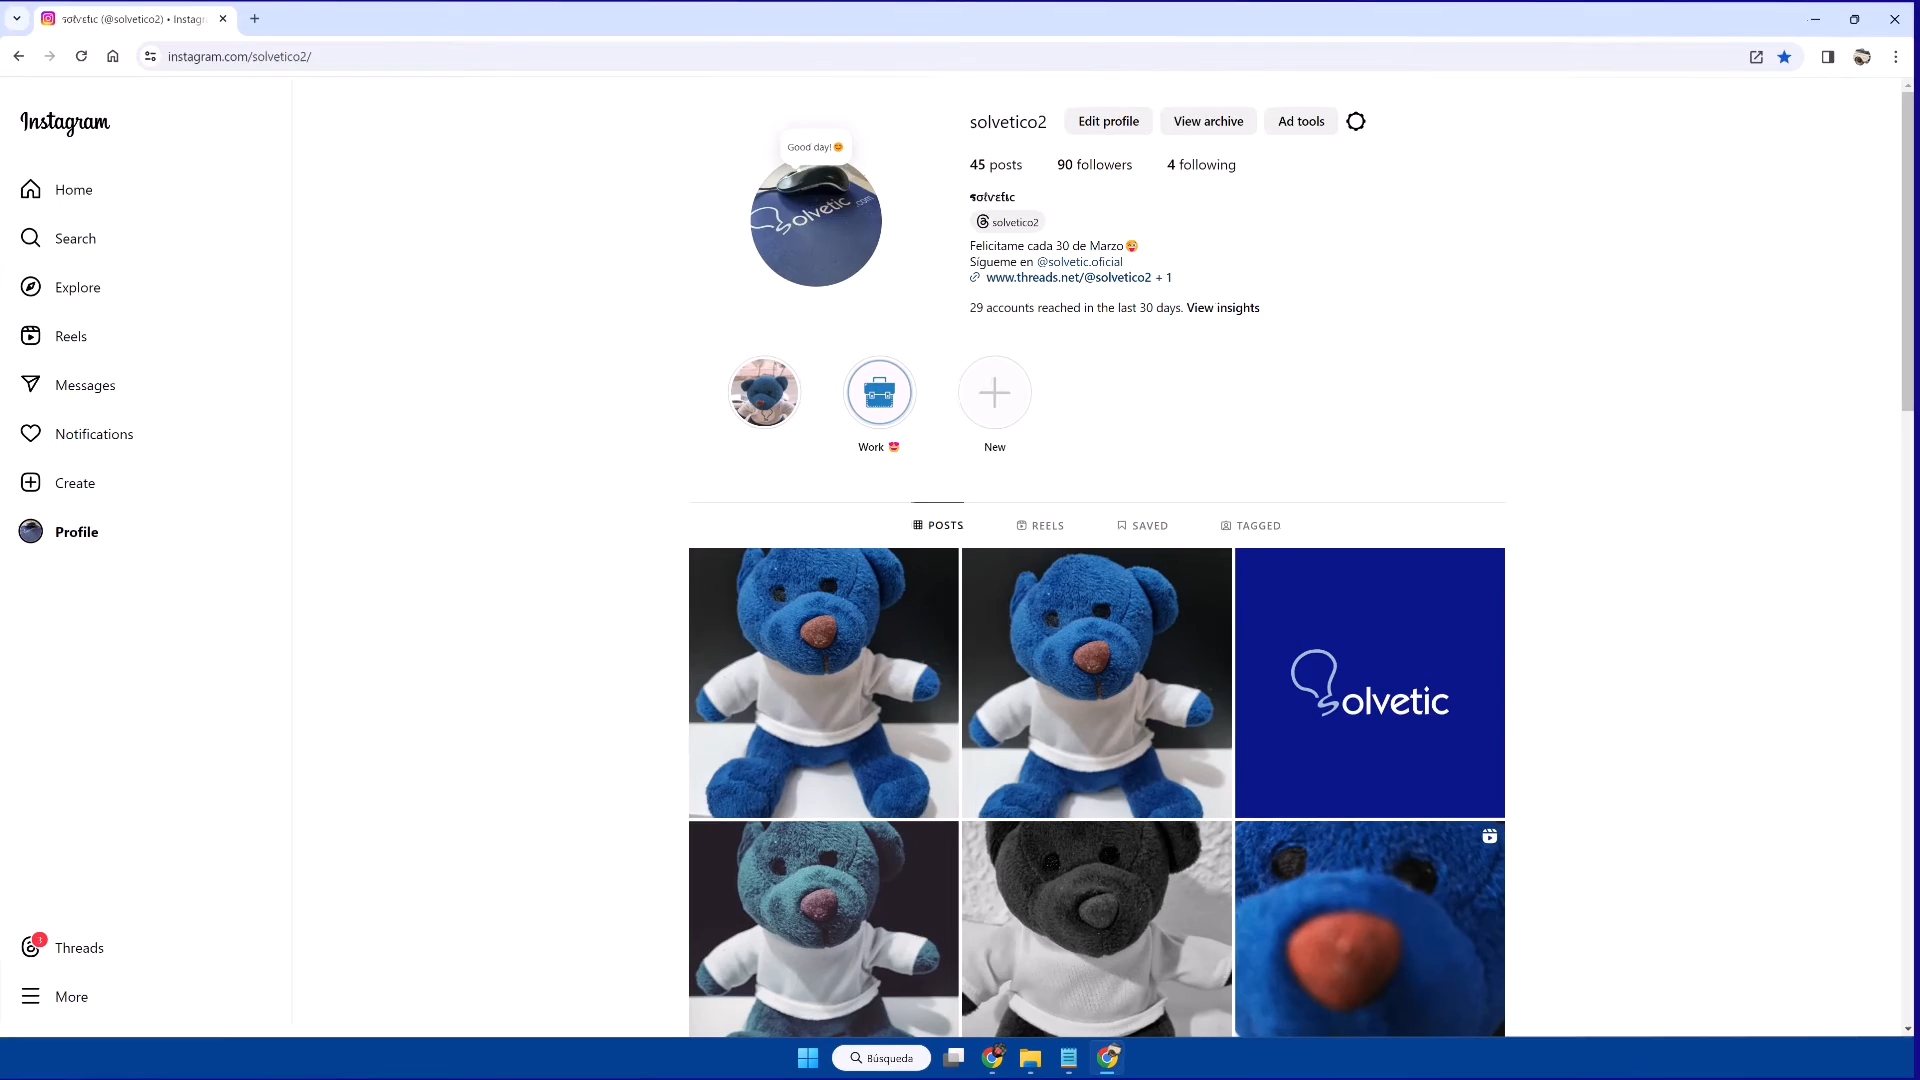 solvetic (@solvetico2) • Instagr
instagram.com/solvetico2/
Instagram
Home
Search
Explore
Reels
Messages
Notifications
Create
Profile
Threads
3
More
Good day!😊
solvetic.com
solvetico2
Edit profile
View archive
Ad tools
45 posts
90 followers
4 following
sσℓvεtιc
solvetico2
Felicitame cada 30 de Marzo😜
Sígueme en @solvetic.oficial
www.threads.net/@solvetico2 + 1
29 accounts reached in the last 30 days. View insights
Work 🤩
New
POSTS
REELS
SAVED
TAGGED
Solvetic
Búsqueda